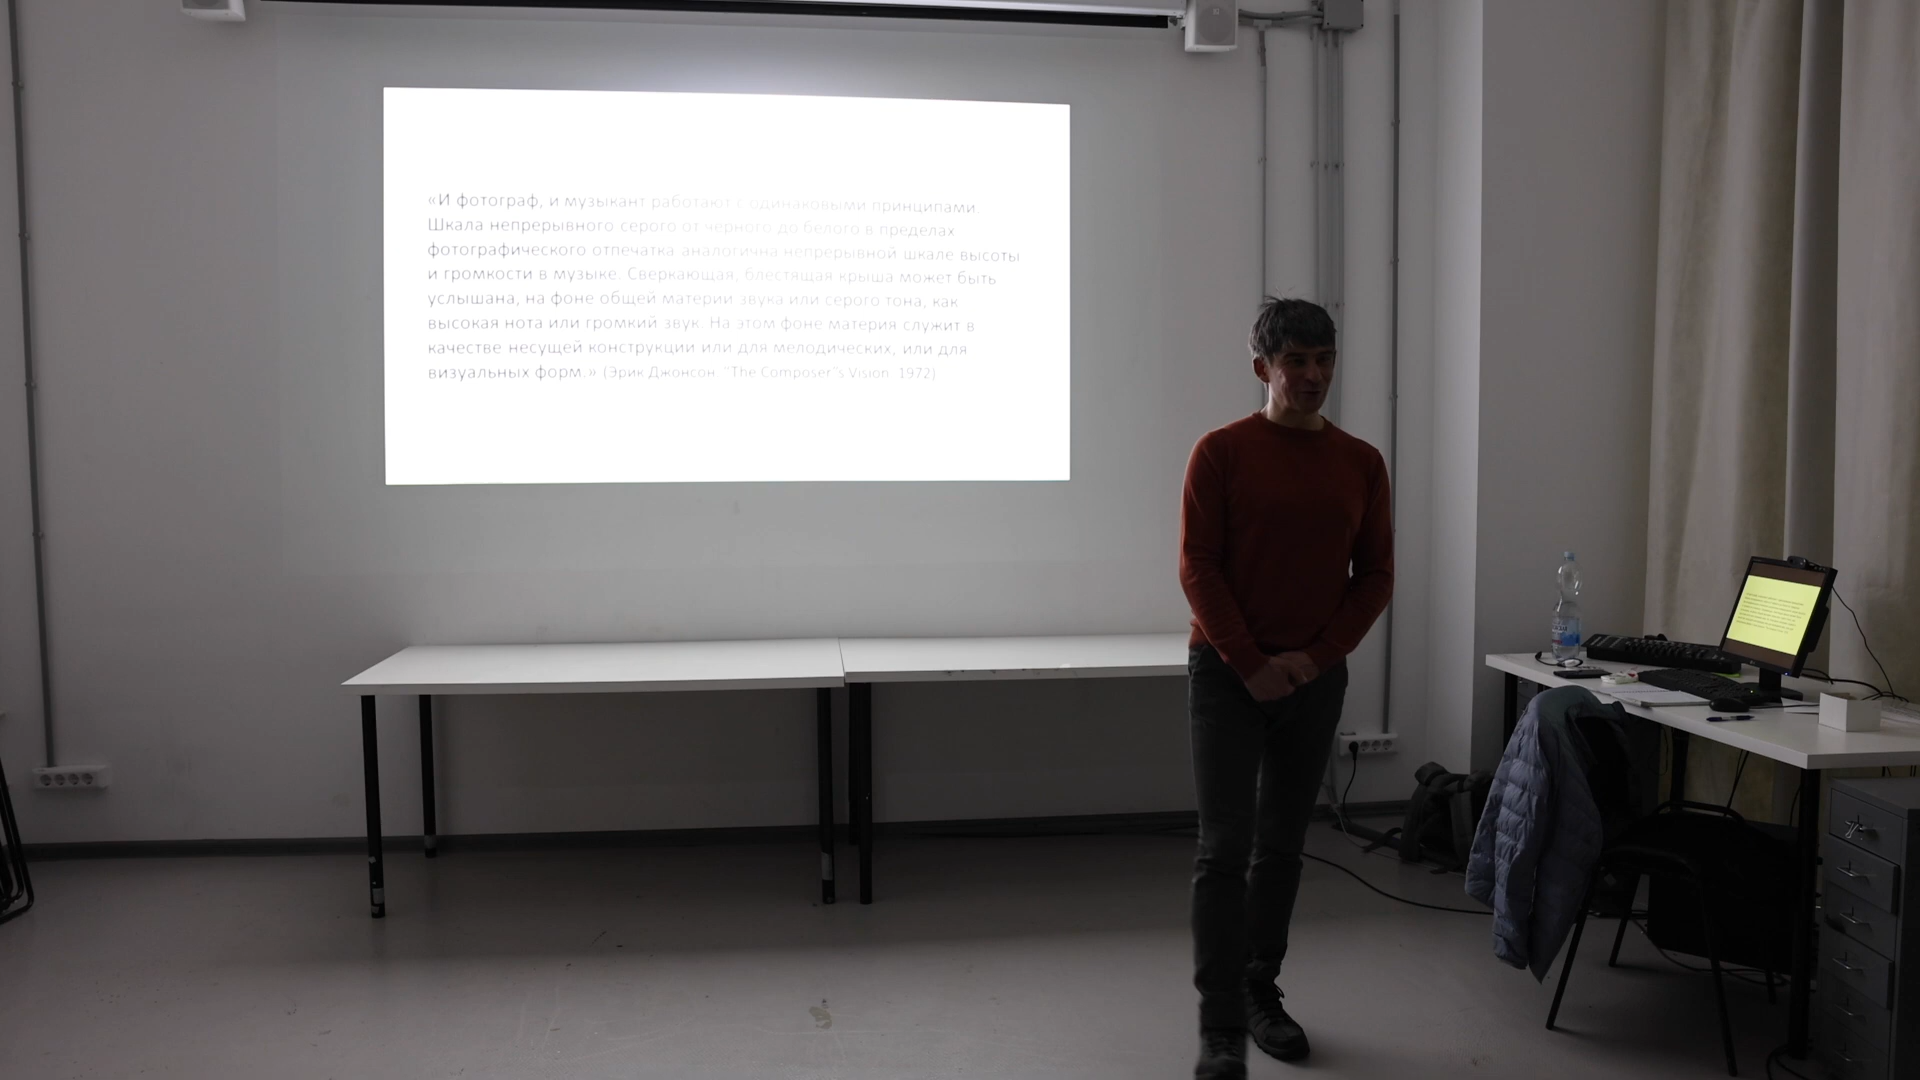 «И фотограф, и музыкант работают с одинаковыми принципами.
Шкала непрерывного серого от черного до белого в пределах
фотографического отпечатка аналогична непрерывной шкале высоты
и громкости в музыке. Сверкающая, блестящая крыша может быть
услышана, на фоне общей материи звука или серого тона, как
высокая нота или громкий звук. На этом фоне материя служит в
качестве несущей конструкции или для мелодических, или для
визуальных форм.» (Эрик Джонсон. "The Composer"s Vision. 1972)